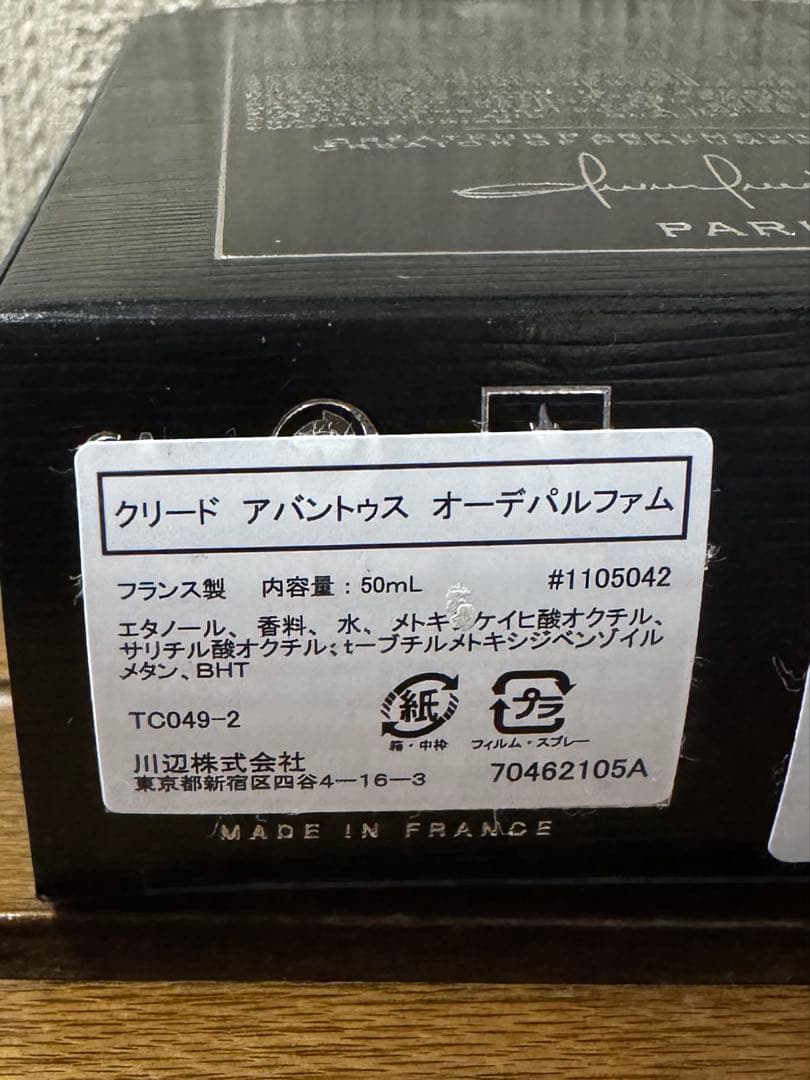 PARI
クリード アバントゥス オーデパルファム
フランス製 内容量：50mL #1105042
エタノール、香料、水、メトキ ケイヒ酸オクチル、
サリチル酸オクチル、tーブチルメトキシジベンゾイル
メタン、BHT
紙 プラ
箱・中枠 フィルム・スプレー
TC049-2
川辺株式会社
東京都新宿区四谷4－16－3 70462105A
MADE IN FRANCE